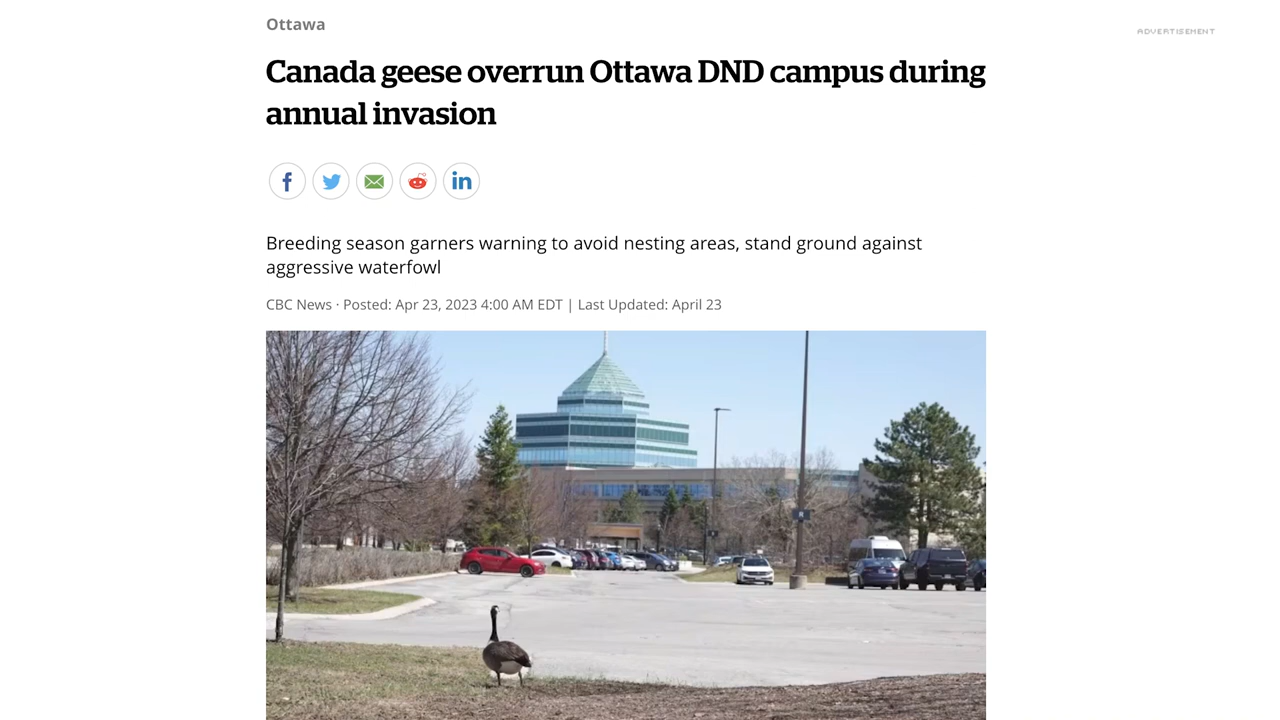 Ottawa
ADVERTISEMENT
Canada geese overrun Ottawa DND campus during
annual invasion
Breeding season garners warning to avoid nesting areas, stand ground against
aggressive waterfowl
CBC News · Posted: Apr 23, 2023 4:00 AM EDT | Last Updated: April 23
R